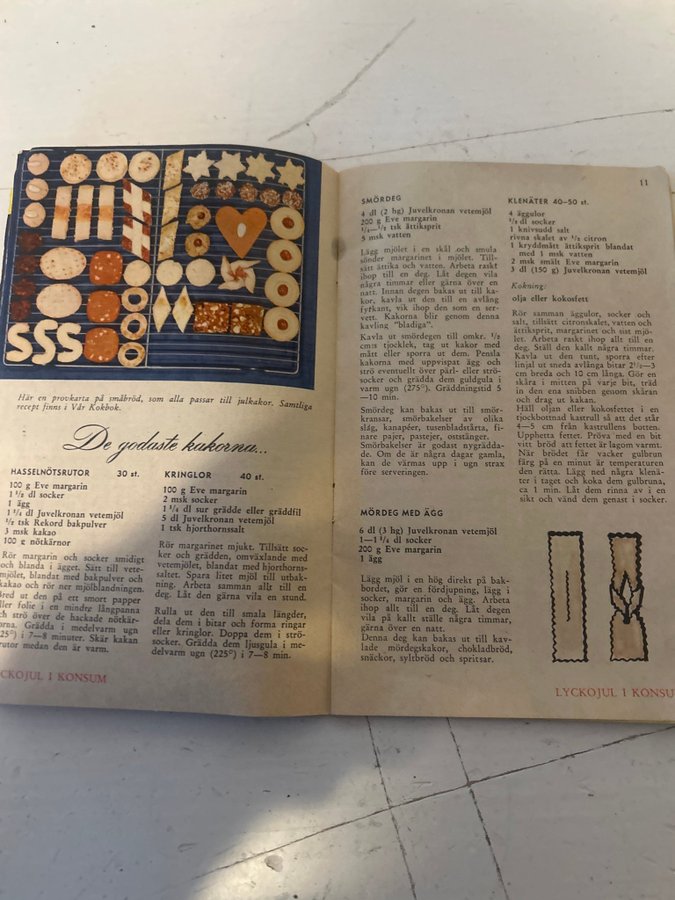 Här en provkarta på småbröd, som alla passar till julkakor. Samtliga
recept finns i Vår Kokbok.
De godaste kakorna...
HASSELNÖTSRUTOR 30 st.
100 g Eve margarin
1 1/2 dl socker
1 ägg
1 1/4 dl Juvelkronan vetemjöl
1/2 tsk Rekord bakpulver
3 msk kakao
100 g nötkärnor
Rör margarin och socker smidigt
och blanda i ägget. Sätt till vete-
mjölet, blandat med bakpulver och
kakao och rör ner mjölblandningen.
Bred ut den på ett smort papper
eller folie i en mindre långpanna
ch strö över de hackade nötkär-
orna. Grädda i medelvarm ugn
25°) i 7—8 minuter. Skär kakan
rutor medan den är varm.
KRINGLOR 40 st.
100 g Eve margarin
2 msk socker
1 1/4 dl sur grädde eller gräddfil
5 dl Juvelkronan vetemjöl
1 tsk hjorthornssalt
Rör margarinet mjukt. Tillsätt soc-
ker och grädden, omväxlande med
vetemjölet, blandat med hjorthorns-
saltet. Spara litet mjöl till utbak-
ning. Arbeta samman allt till en
deg. Låt den gärna vila en stund.
Rulla ut den till smala längder,
dela dem i bitar och forma ringar
eller kringlor. Doppa dem i strö-
socker. Grädda dem ljusgula i me-
delvarm ugn (225°) i 7—8 min.
CKOJUL I KONSUM
11
SMÖRDEG
4 dl (2 hg) Juvelkronan vetemjöl
200 g Eve margarin
1/4—1/2 tsk ättiksprit
5 msk vatten
Lägg mjölet i en skål och smula
sönder margarinet i mjölet. Till-
sätt ättika och vatten. Arbeta raskt
ihop till en deg. Låt degen vila
några timmar eller gärna över en
natt. Innan degen bakas ut till ka-
kor, kavla ut den till en avlång
fyrkant, vik ihop den som en ser-
vett. Kakorna blir genom denna
kavling "bladiga".
Kavla ut smördegen till omkr. 1/2
cm:s tjocklek, tag ut kakor med
mått eller sporra ut dem. Pensla
kakorna med uppvispat ägg och
strö eventuellt över pärl- eller strö-
socker och grädda dem guldgula i
varm ugn (275°). Gräddningstid 5
—10 min.
Smördeg kan bakas ut till smör-
kransar, smörbakelser av olika
slag, kanapéer, tusenbladstårta, fi-
nare pajer, pastejer, oststänger.
Smörbakelser är godast nygrädda-
de. Om de är några dagar gamla,
kan de värmas upp i ugn strax
före serveringen.
MÖRDEG MED ÄGG
6 dl (3 hg) Juvelkronan vetemjöl
1—1 1/4 dl socker
200 g Eve margarin
1 ägg
Lägg mjöl i en hög direkt på bak-
bordet, gör en fördjupning, lägg i
socker, margarin och ägg. Arbeta
ihop allt till en deg. Låt degen
vila på kallt ställe några timmar,
gärna över en natt.
Denna deg kan bakas ut till kav-
lade mördegskakor, chokladbröd,
snäckor, syltbröd och spritsar.
KLENÄTER 40—50 st.
4 äggulor
1/2 dl socker
1 knivsudd salt
rivna skalet av 1/2 citron
1 kryddmått ättiksprit blandat
med 1 msk vatten
2 msk smält Eve margarin
3 dl (150 g) Juvelkronan vetemjöl
Kokning:
olja eller kokosfett
Rör samman äggulor, socker och
salt, tillsätt citronskalet, vatten och
ättiksprit, margarinet och sist mjö-
let. Arbeta raskt ihop allt till en
deg. Ställ den kallt några timmar.
Kavla ut den tunt, sporra efter
linjal ut sneda avlånga bitar 2 1/2—3
cm breda och 10 cm långa. Gör en
skåra i mitten på varje bit, träd
in den ena snibben genom skåran
och drag ut kakan.
Häll oljan eller kokosfettet i en
tjockbottnad kastrull så att det står
4—5 cm från kastrullens botten.
Upphetta fettet. Pröva med en bit
vitt bröd att fettet är lagom varmt.
När brödet får vacker gulbrun
färg på en minut är temperaturen
den rätta. Lägg ned några klenä-
ter i taget och koka dem gulbruna,
ca 1 min. Låt dem rinna av i en
sikt och vänd dem genast i socker.
LYCKOJUL I KONSU